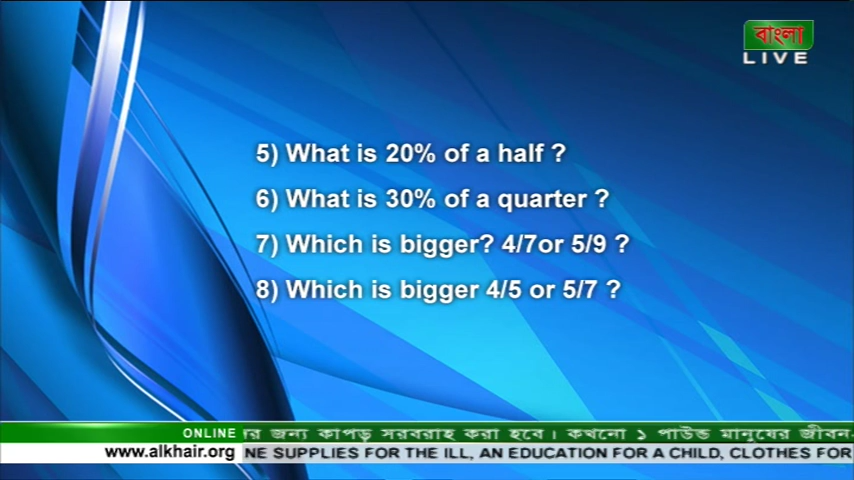 বাংলা
LIVE
5) What is 20% of a half ?
6) What is 30% of a quarter ?
7) Which is bigger? 4/7or 5/9 ?
8) Which is bigger 4/5 or 5/7 ?
ONLINE
জন্য কাপড় সরবরাহ করা হবে। কখনো ১ পাউন্ড মানুষের জীবন
www.alkhair.org
NE SUPPLIES FOR THE ILL, AN EDUCATION FOR A CHILD, CLOTHES FOR